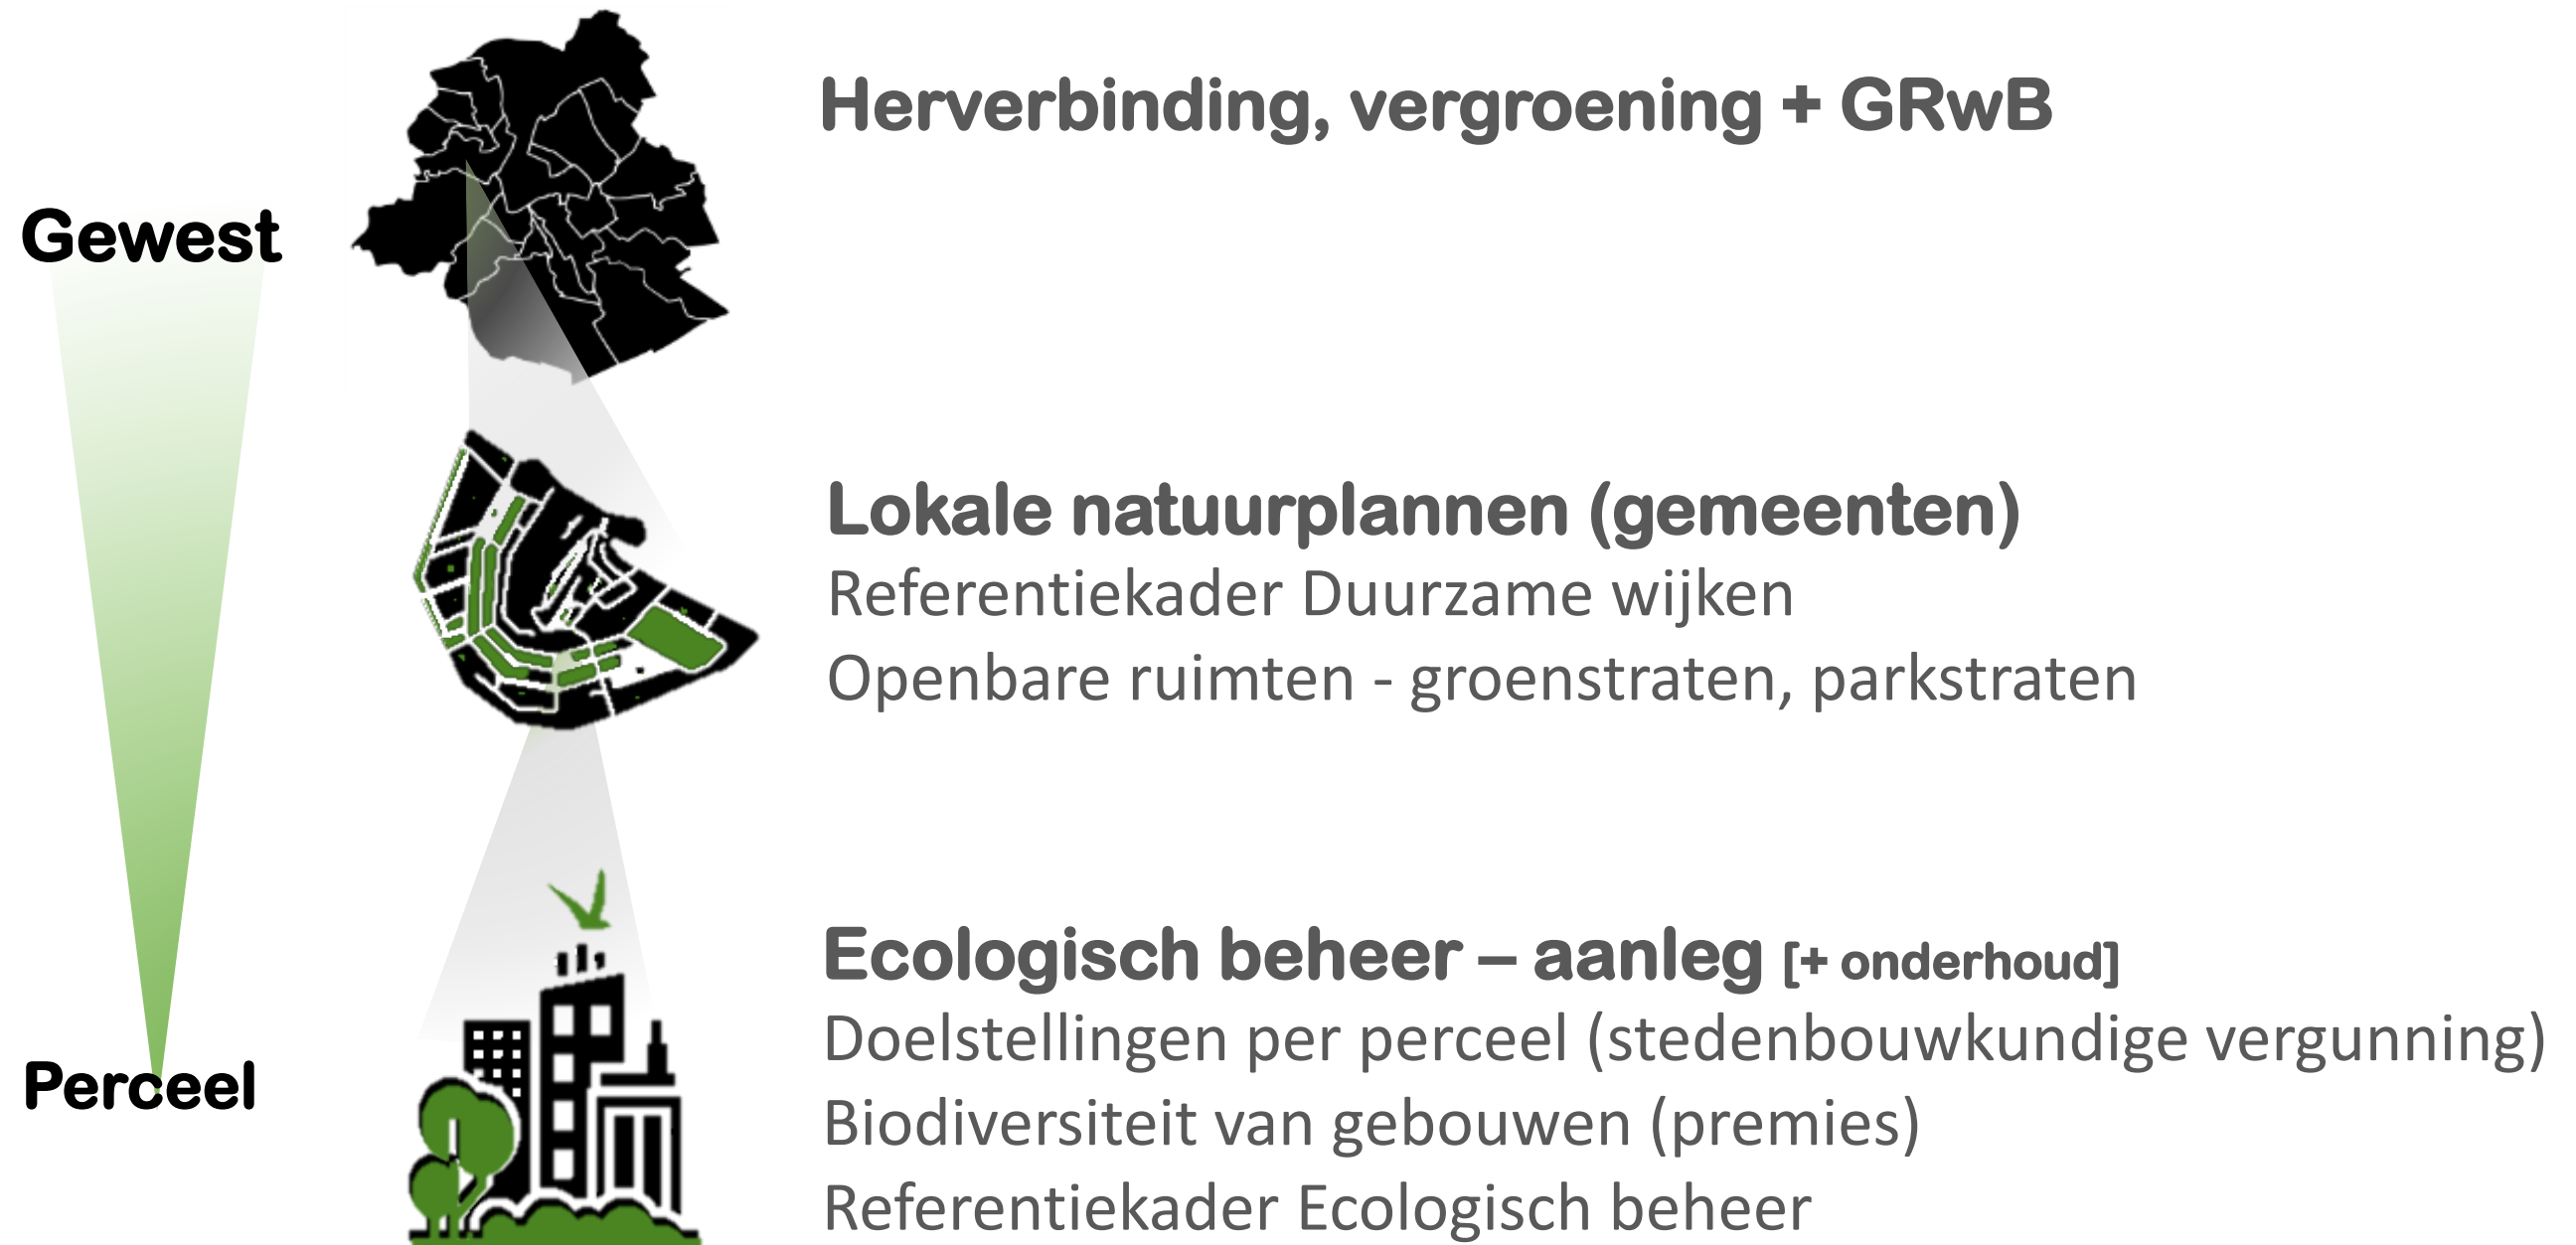 Herverbinding, vergroening + GRwB
Gewest
Lokale natuurplannen (gemeenten)
Referentiekader Duurzame wijken
Openbare ruimten - groenstraten, parkstraten
Ecologisch beheer – aanleg [+ onderhoud]
Doelstellingen per perceel (stedenbouwkundige vergunning)
Perceel
Biodiversiteit van gebouwen (premies)
Referentiekader Ecologisch beheer